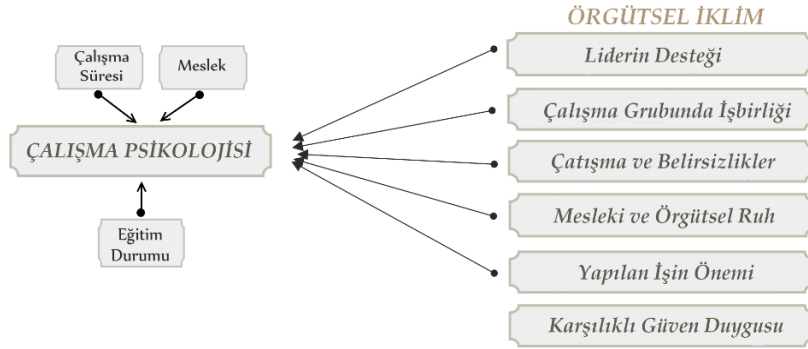 ÖRGÜTSEL İKLİM
Çalışma
Süresi
Meslek
ÇALIŞMA PSİKOLOJİSİ
Eğitim
Durumu
Liderin Desteği
Çalışma Grubunda İşbirliği
Çatışma ve Belirsizlikler
Mesleki ve Örgütsel Ruh
Yapılan İşin Önemi
Karşılıklı Güven Duygusu